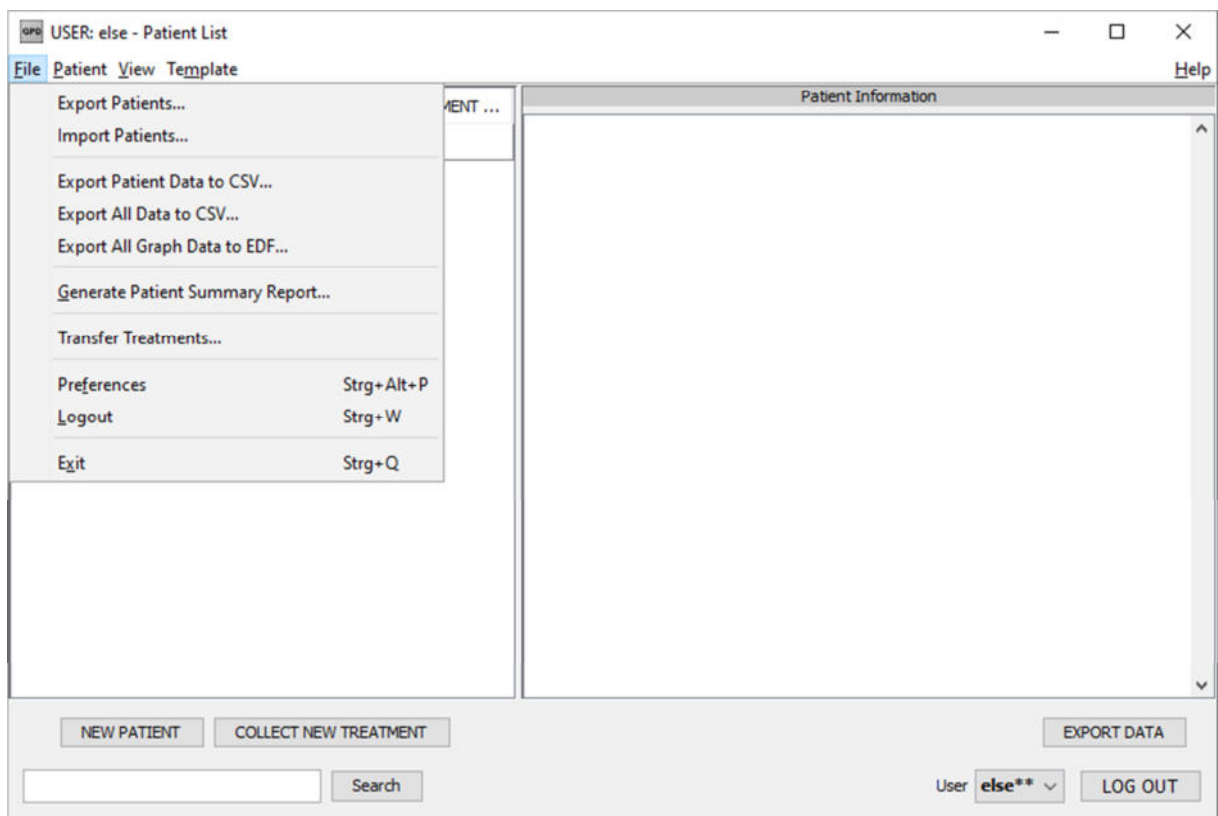 GPD USER: else - Patient List
File Patient View Template Help
Export Patients...
Import Patients...
Export Patient Data to CSV...
Export All Data to CSV...
Export All Graph Data to EDF...
Generate Patient Summary Report...
Transfer Treatments...
Preferences Strg+Alt+P
Logout Strg+W
Exit Strg+Q
MENT ...
Patient Information
NEW PATIENT COLLECT NEW TREATMENT EXPORT DATA
Search User else** LOG OUT